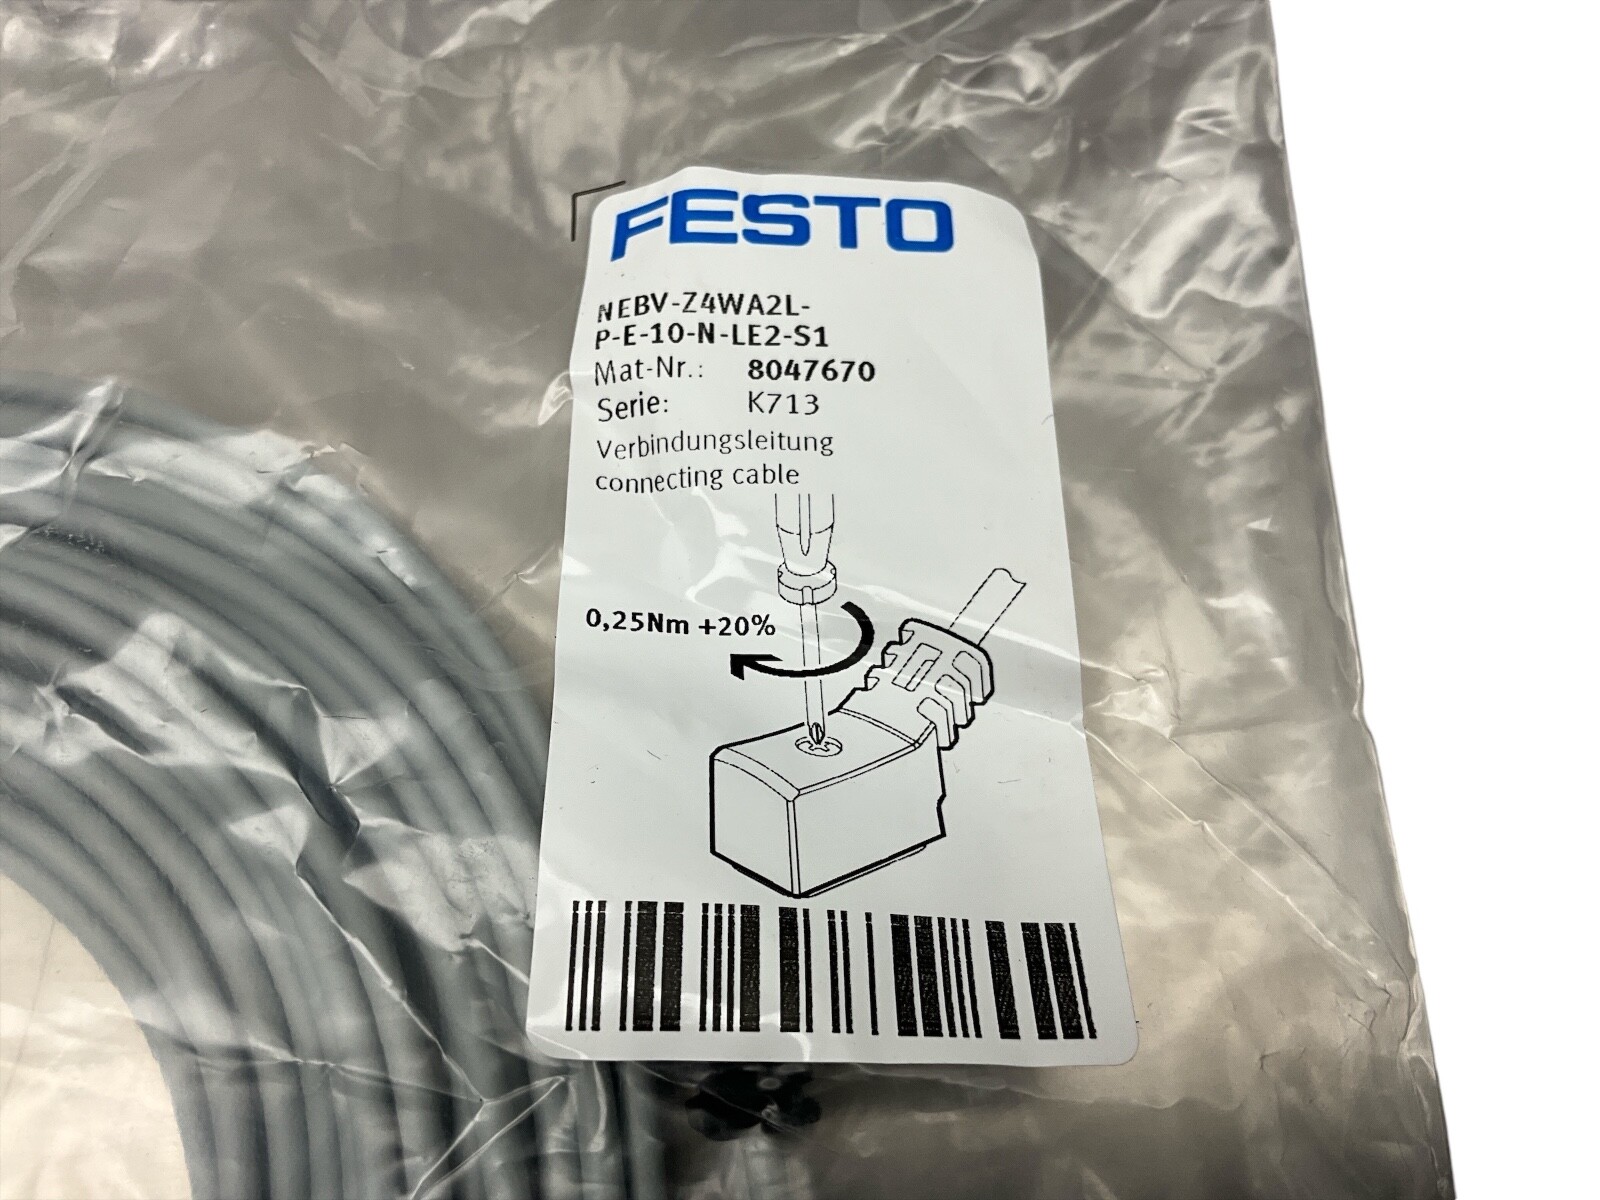 FESTO
NEBV-Z4WA2L-
P-E-10-N-LE2-S1
Mat-Nr.: 8047670
Serie: K713
Verbindungsleitung
connecting cable
0,25Nm +20%